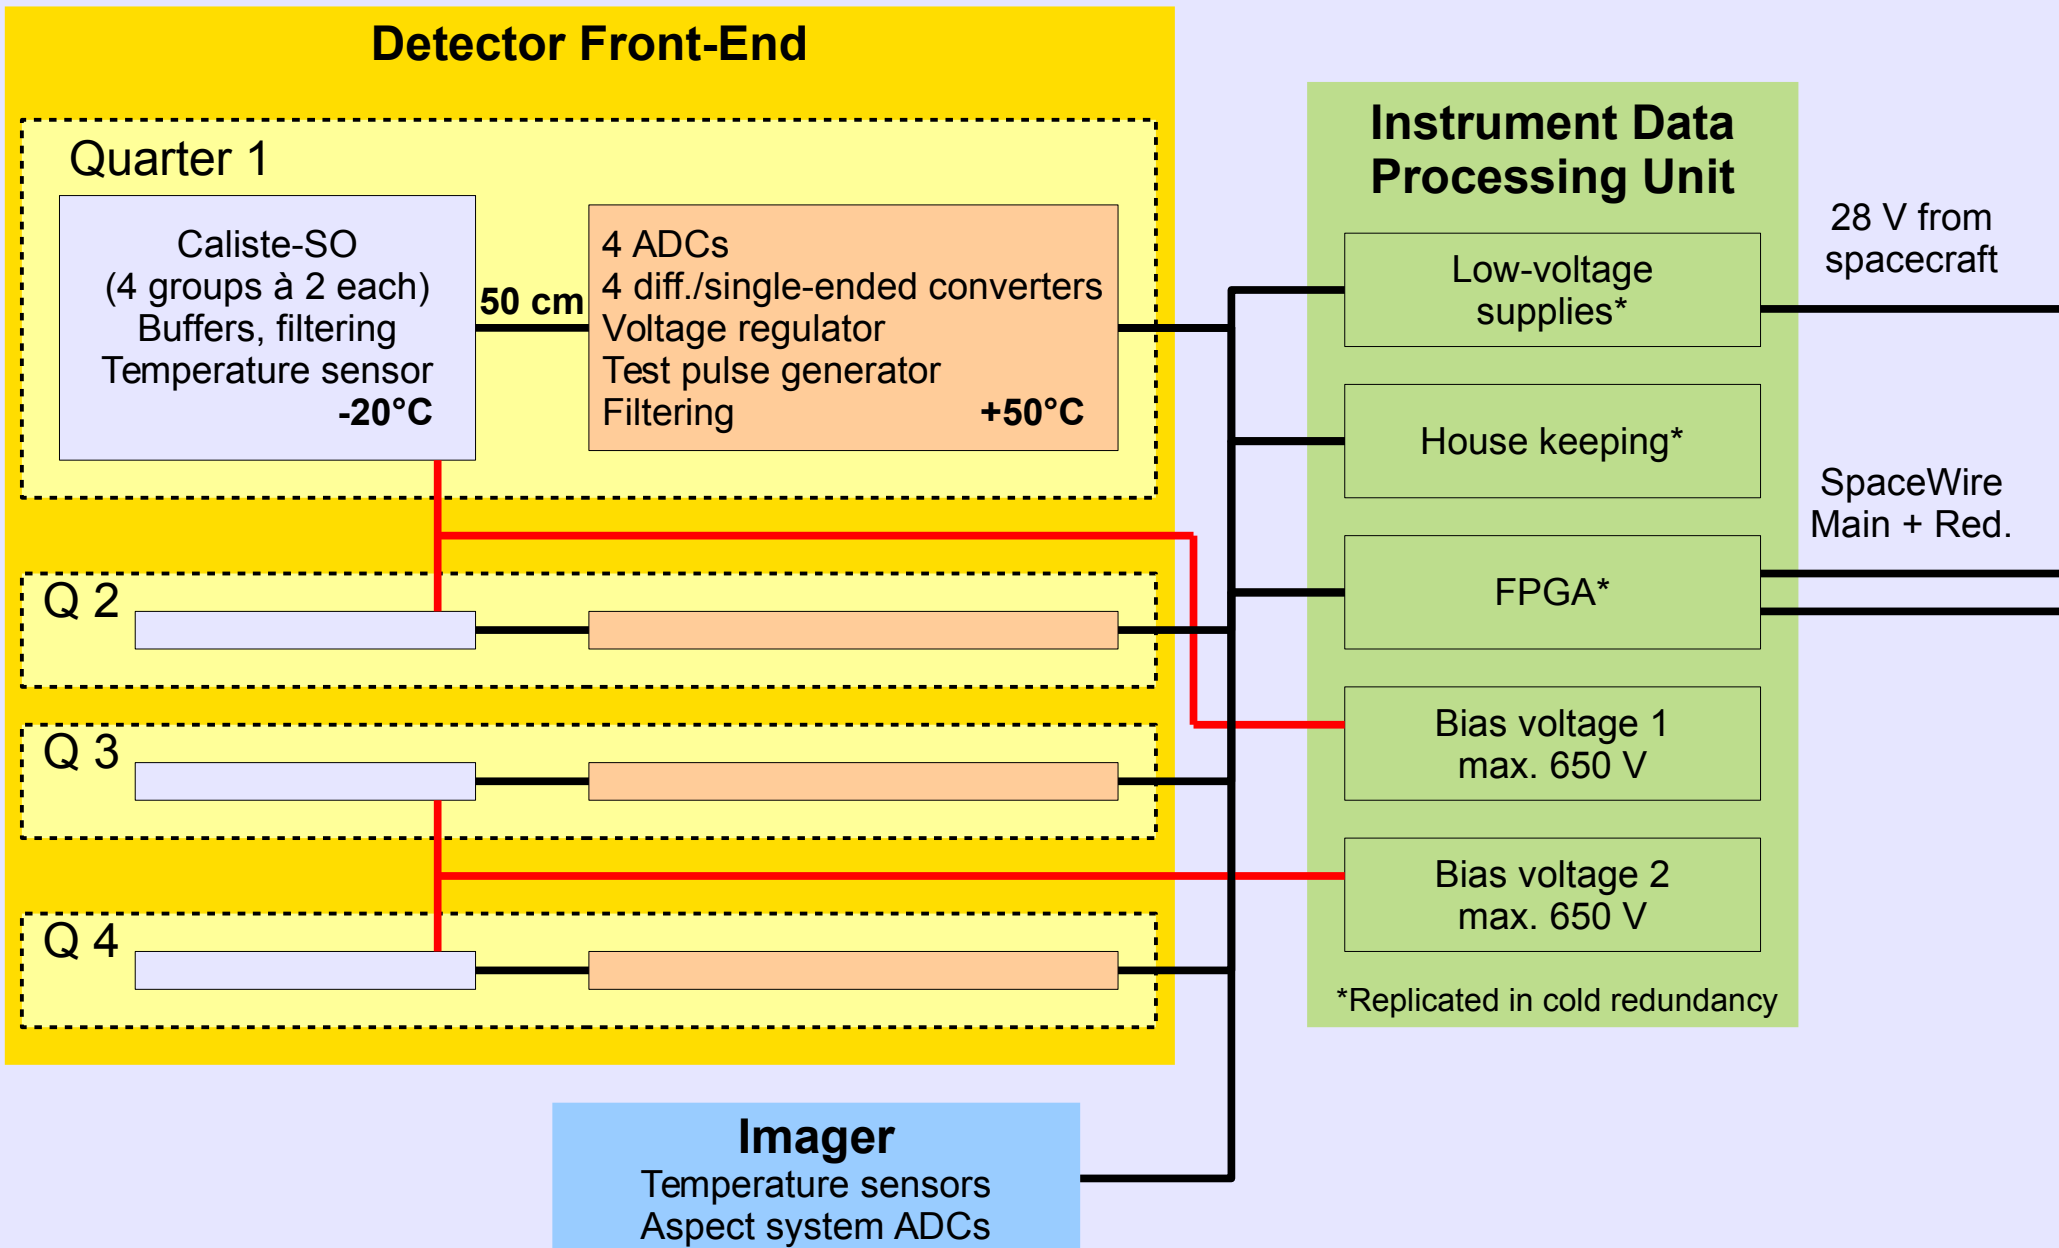 Detector Front-End
Quarter 1
Caliste-SO
(4 groups à 2 each)
Buffers, filtering
Temperature sensor
-20°C
50 cm
4 ADCs
4 diff./single-ended converters
Voltage regulator
Test pulse generator
Filtering +50°C
Q 2
Q 3
Q 4
Instrument Data
Processing Unit
Low-voltage
supplies*
House keeping*
FPGA*
Bias voltage 1
max. 650 V
Bias voltage 2
max. 650 V
*Replicated in cold redundancy
28 V from
spacecraft
SpaceWire
Main + Red.
Imager
Temperature sensors
Aspect system ADCs